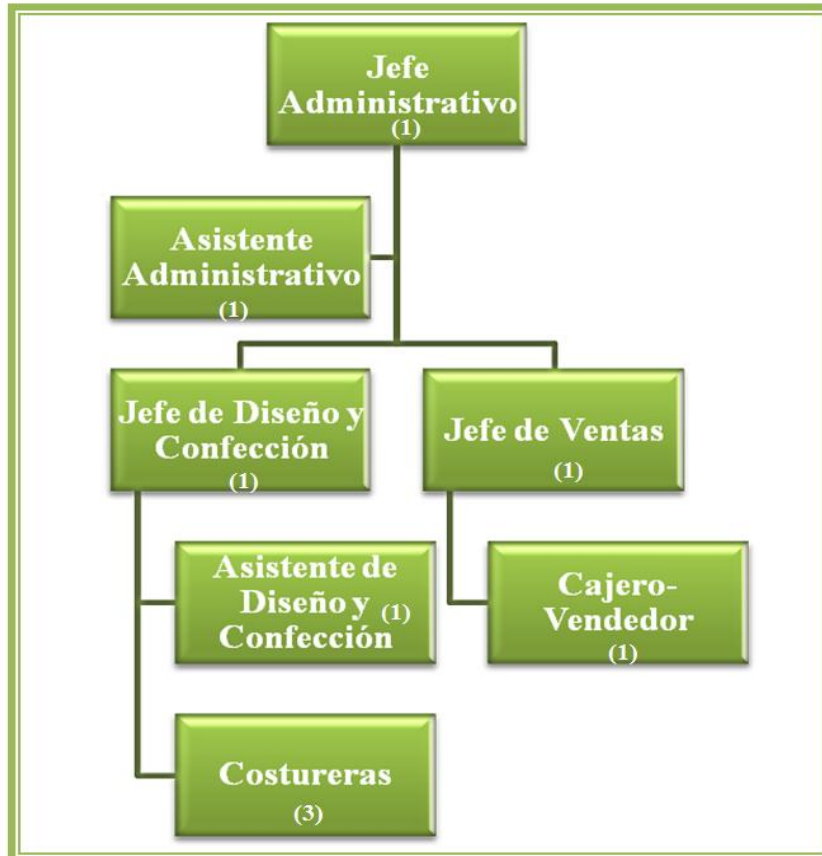 Jefe
Administrativo
(1)
Asistente
Administrativo
(1)
Jefe de Diseño y
Confección
(1)
Jefe de Ventas
(1)
Asistente de
Diseño y (1)
Confección
Cajero-
Vendedor
(1)
Costureras
(3)